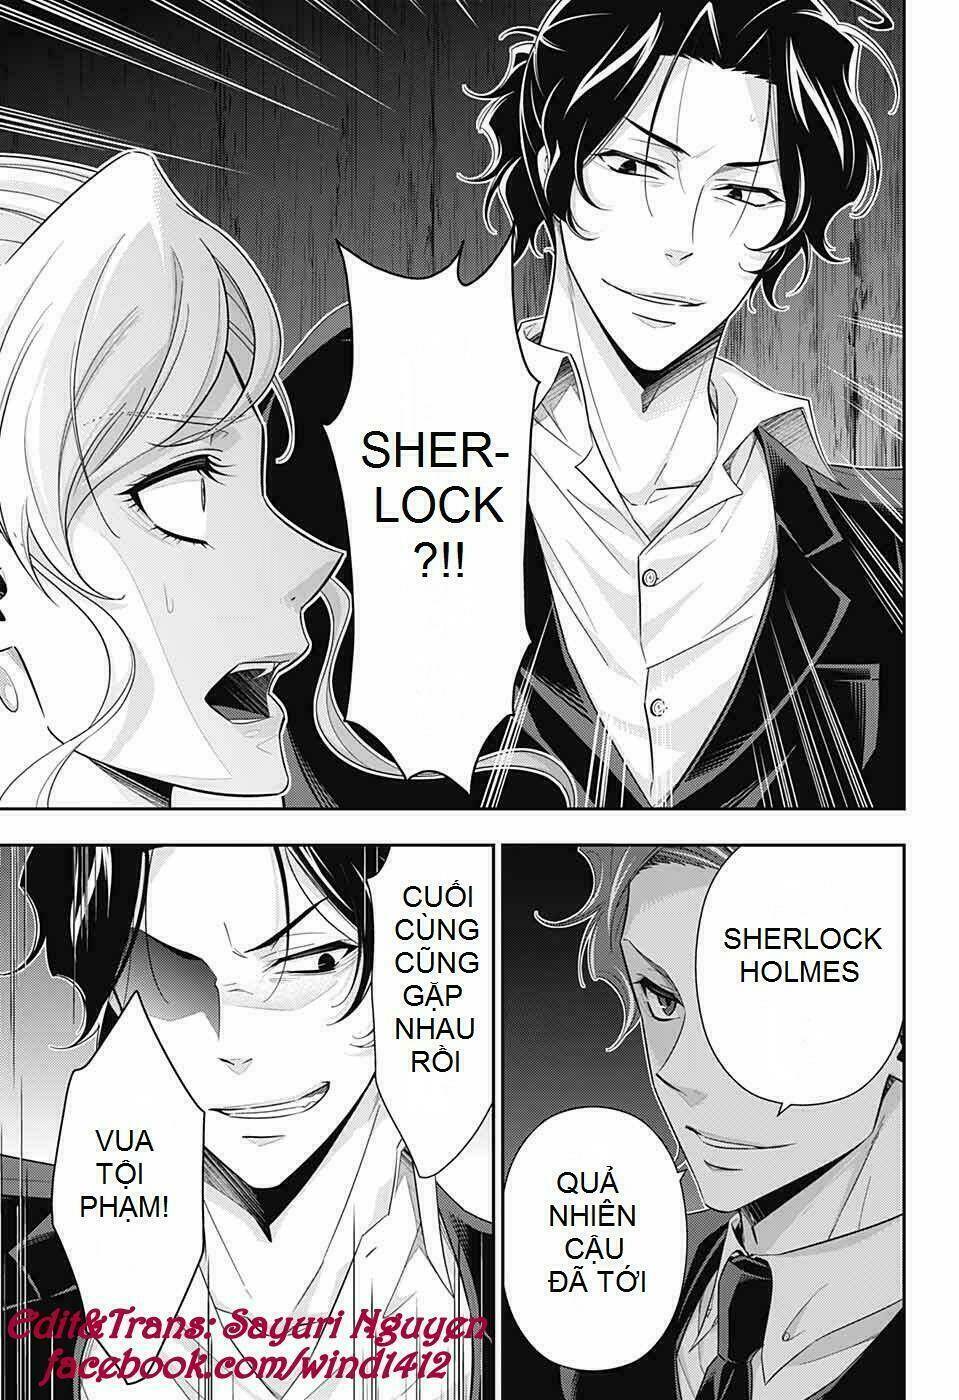 SHER-
LOCK
?!!
SHERLOCK
HOLMES
QUẢ
NHIÊN
CẬU
ĐÃ TỚI
CUỐI
CÙNG
CŨNG
GẶP
NHAU
RỒI
VUA
TỘI
PHẠM!
Edit&Trans: Sayuri Nguyen
facebook.com/wind1412